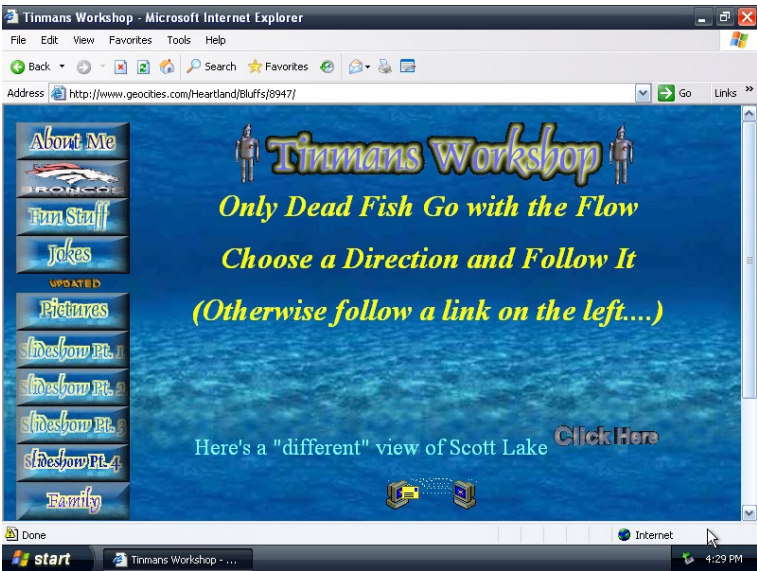 Tinmans Workshop - Microsoft Internet Explorer
File Edit View Favorites Tools Help
Back Search Favorites
Address http://www.geocities.com/Heartland/Bluffs/8947/ Go Links »
About Me
BRONCOS
Fun Stuff
Jokes
UPDATED
Pictures
Slideshow Pt. 1
Slideshow Pt. 2
Slideshow Pt. 3
Slideshow Pt. 4
Family
Tinmans Workshop
Only Dead Fish Go with the Flow
Choose a Direction and Follow It
(Otherwise follow a link on the left....)
Here's a "different" view of Scott Lake Click Here
Done Internet
start Tinmans Workshop - ... 4:29 PM